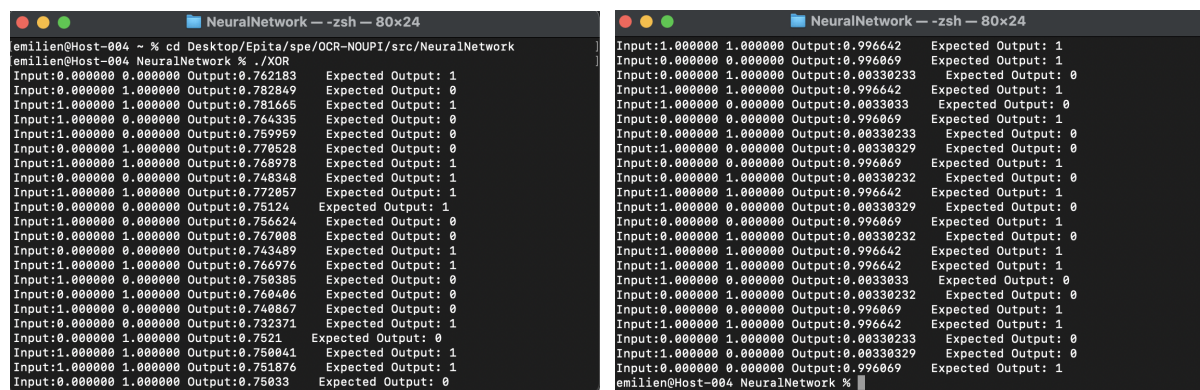 NeuralNetwork — -zsh — 80×24
[emilien@Host-004 ~ % cd Desktop/Epita/spe/OCR-NOUPI/src/NeuralNetwork ]
[emilien@Host-004 NeuralNetwork % ./XOR ]
Input:0.000000 0.000000 Output:0.762183 Expected Output: 1
Input:0.000000 1.000000 Output:0.782849 Expected Output: 0
Input:1.000000 1.000000 Output:0.781665 Expected Output: 1
Input:1.000000 0.000000 Output:0.764335 Expected Output: 0
Input:1.000000 0.000000 Output:0.759959 Expected Output: 0
Input:0.000000 1.000000 Output:0.770528 Expected Output: 0
Input:1.000000 1.000000 Output:0.768978 Expected Output: 1
Input:0.000000 0.000000 Output:0.748348 Expected Output: 1
Input:1.000000 1.000000 Output:0.772057 Expected Output: 1
Input:0.000000 0.000000 Output:0.75124 Expected Output: 1
Input:1.000000 0.000000 Output:0.756624 Expected Output: 0
Input:0.000000 1.000000 Output:0.767008 Expected Output: 0
Input:0.000000 0.000000 Output:0.743489 Expected Output: 1
Input:1.000000 1.000000 Output:0.766976 Expected Output: 1
Input:1.000000 0.000000 Output:0.750385 Expected Output: 0
Input:0.000000 1.000000 Output:0.760406 Expected Output: 0
Input:1.000000 0.000000 Output:0.740867 Expected Output: 0
Input:0.000000 0.000000 Output:0.732371 Expected Output: 1
Input:0.000000 1.000000 Output:0.7521 Expected Output: 0
Input:1.000000 1.000000 Output:0.750041 Expected Output: 1
Input:1.000000 1.000000 Output:0.751876 Expected Output: 1
Input:0.000000 1.000000 Output:0.75033 Expected Output: 0
NeuralNetwork — -zsh — 80×24
Input:1.000000 1.000000 Output:0.996642 Expected Output: 1
Input:0.000000 0.000000 Output:0.996069 Expected Output: 1
Input:0.000000 1.000000 Output:0.00330233 Expected Output: 0
Input:1.000000 1.000000 Output:0.996642 Expected Output: 1
Input:1.000000 0.000000 Output:0.0033033 Expected Output: 0
Input:0.000000 0.000000 Output:0.996069 Expected Output: 1
Input:0.000000 1.000000 Output:0.00330233 Expected Output: 0
Input:1.000000 0.000000 Output:0.00330329 Expected Output: 0
Input:0.000000 0.000000 Output:0.996069 Expected Output: 1
Input:0.000000 1.000000 Output:0.00330232 Expected Output: 0
Input:1.000000 1.000000 Output:0.996642 Expected Output: 1
Input:1.000000 0.000000 Output:0.00330329 Expected Output: 0
Input:0.000000 0.000000 Output:0.996069 Expected Output: 1
Input:0.000000 1.000000 Output:0.00330232 Expected Output: 0
Input:1.000000 1.000000 Output:0.996642 Expected Output: 1
Input:1.000000 1.000000 Output:0.996642 Expected Output: 1
Input:1.000000 0.000000 Output:0.0033033 Expected Output: 0
Input:0.000000 1.000000 Output:0.00330232 Expected Output: 0
Input:0.000000 0.000000 Output:0.996069 Expected Output: 1
Input:1.000000 1.000000 Output:0.996642 Expected Output: 1
Input:0.000000 1.000000 Output:0.00330233 Expected Output: 0
Input:1.000000 0.000000 Output:0.00330329 Expected Output: 0
Input:0.000000 0.000000 Output:0.996069 Expected Output: 1
emilien@Host-004 NeuralNetwork %